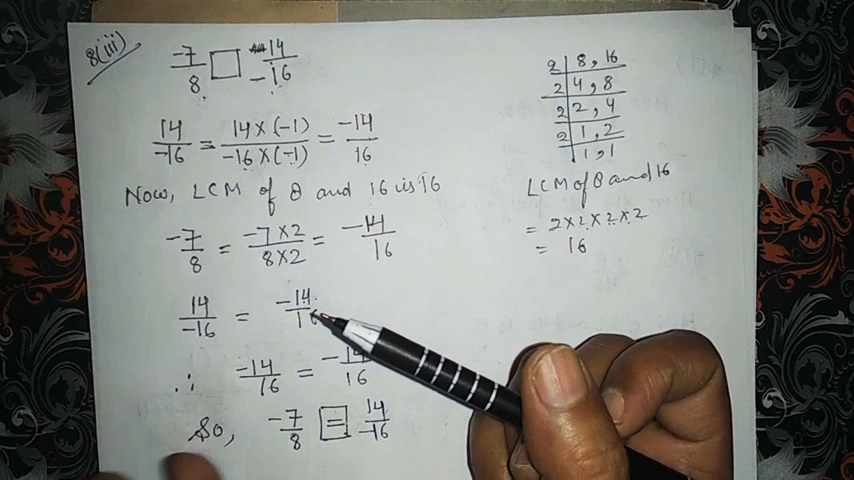 8(iii)
-7/8 □ 14/-16
14/-16 = 14×(-1)/-16×(-1) = -14/16
Now, LCM of 8 and 16 is 16
-7/8 = -7×2/8×2 = -14/16
14/-16 = -14/16
∴ -14/16 = -14/16
So, -7/8 = 14/-16
2 | 8, 16
2 | 4, 8
2 | 2, 4
2 | 1, 2
1, 1
LCM of 8 and 16
= 2×2×2×2
= 16